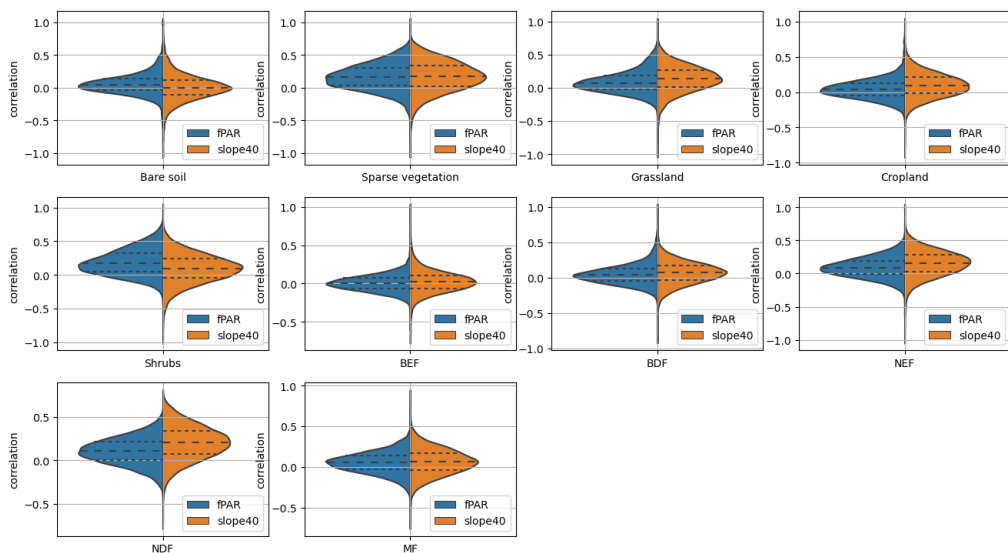 correlation
1.0
0.5
0.0
−0.5
−1.0
fPAR
slope40
Bare soil
correlation
1.0
0.5
0.0
−0.5
−1.0
fPAR
slope40
Sparse vegetation
correlation
1.0
0.5
0.0
−0.5
−1.0
fPAR
slope40
Grassland
correlation
1.0
0.5
0.0
−0.5
−1.0
fPAR
slope40
Cropland
correlation
1.0
0.5
0.0
−0.5
−1.0
fPAR
slope40
Shrubs
correlation
1.0
0.5
0.0
−0.5
fPAR
slope40
BEF
correlation
1.0
0.5
0.0
−0.5
−1.0
fPAR
slope40
BDF
correlation
1.0
0.5
0.0
−0.5
−1.0
fPAR
slope40
NEF
correlation
0.5
0.0
−0.5
fPAR
slope40
NDF
correlation
1.0
0.5
0.0
−0.5
fPAR
slope40
MF